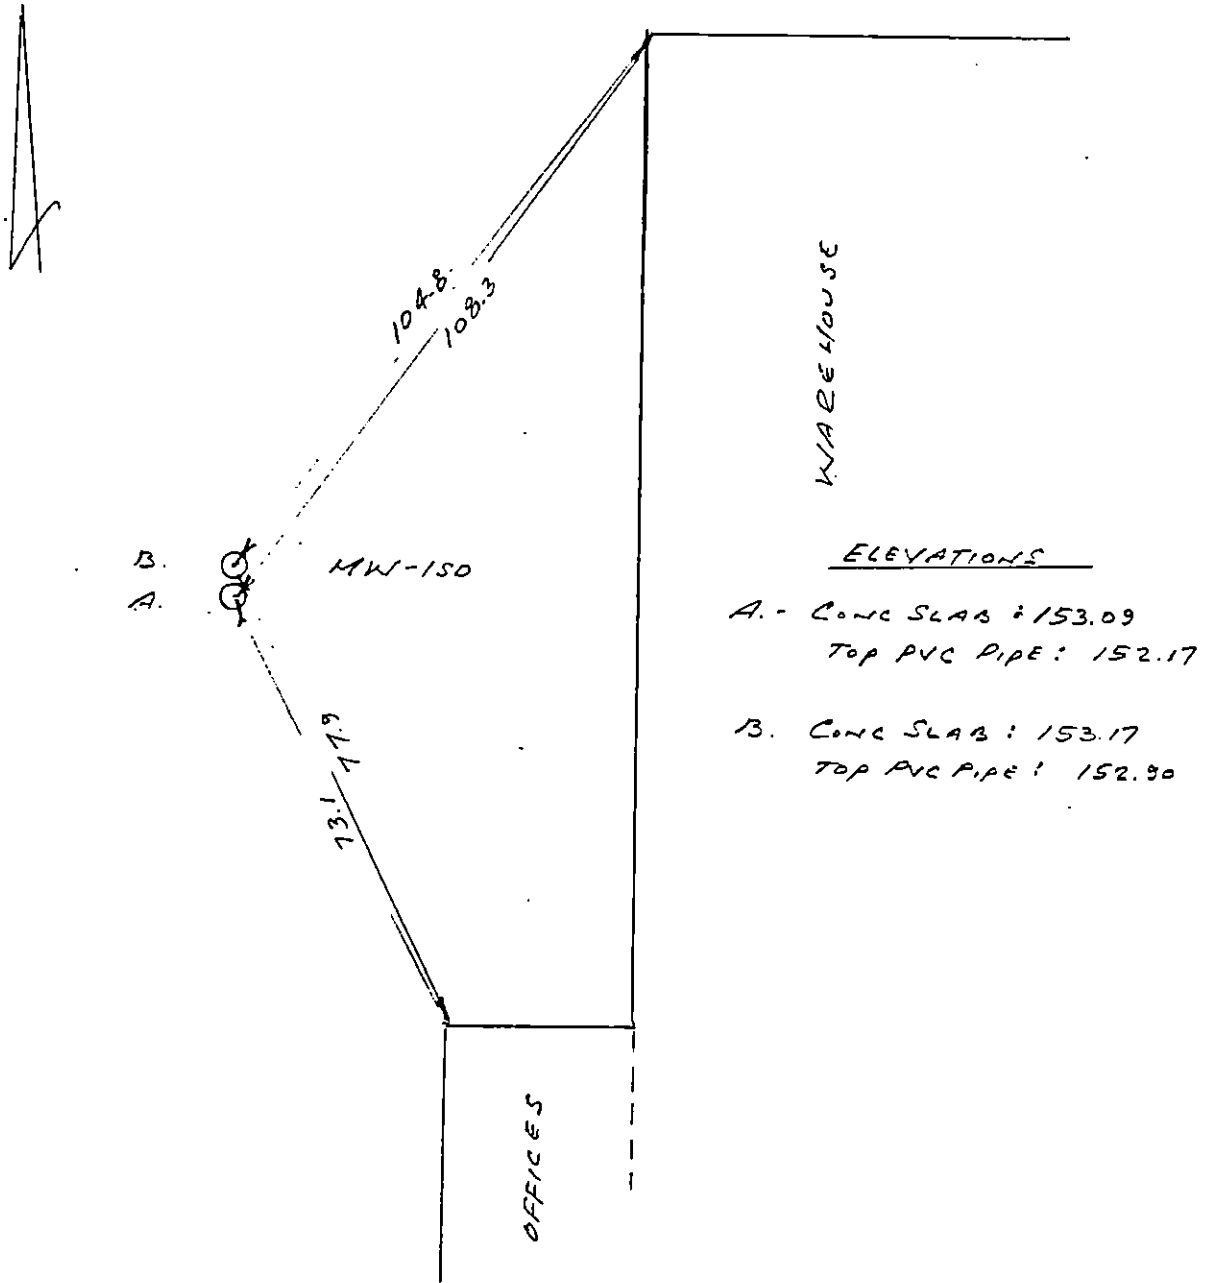 104.8
108.3
WAREHOUSE
B.
A.
MW-15D
ELEVATIONS
A.- CONC SLAB : 153.09
TOP PVC PIPE : 152.17
B. CONC SLAB : 153.17
TOP PVC PIPE : 152.90
77.9
73.1
OFFICES